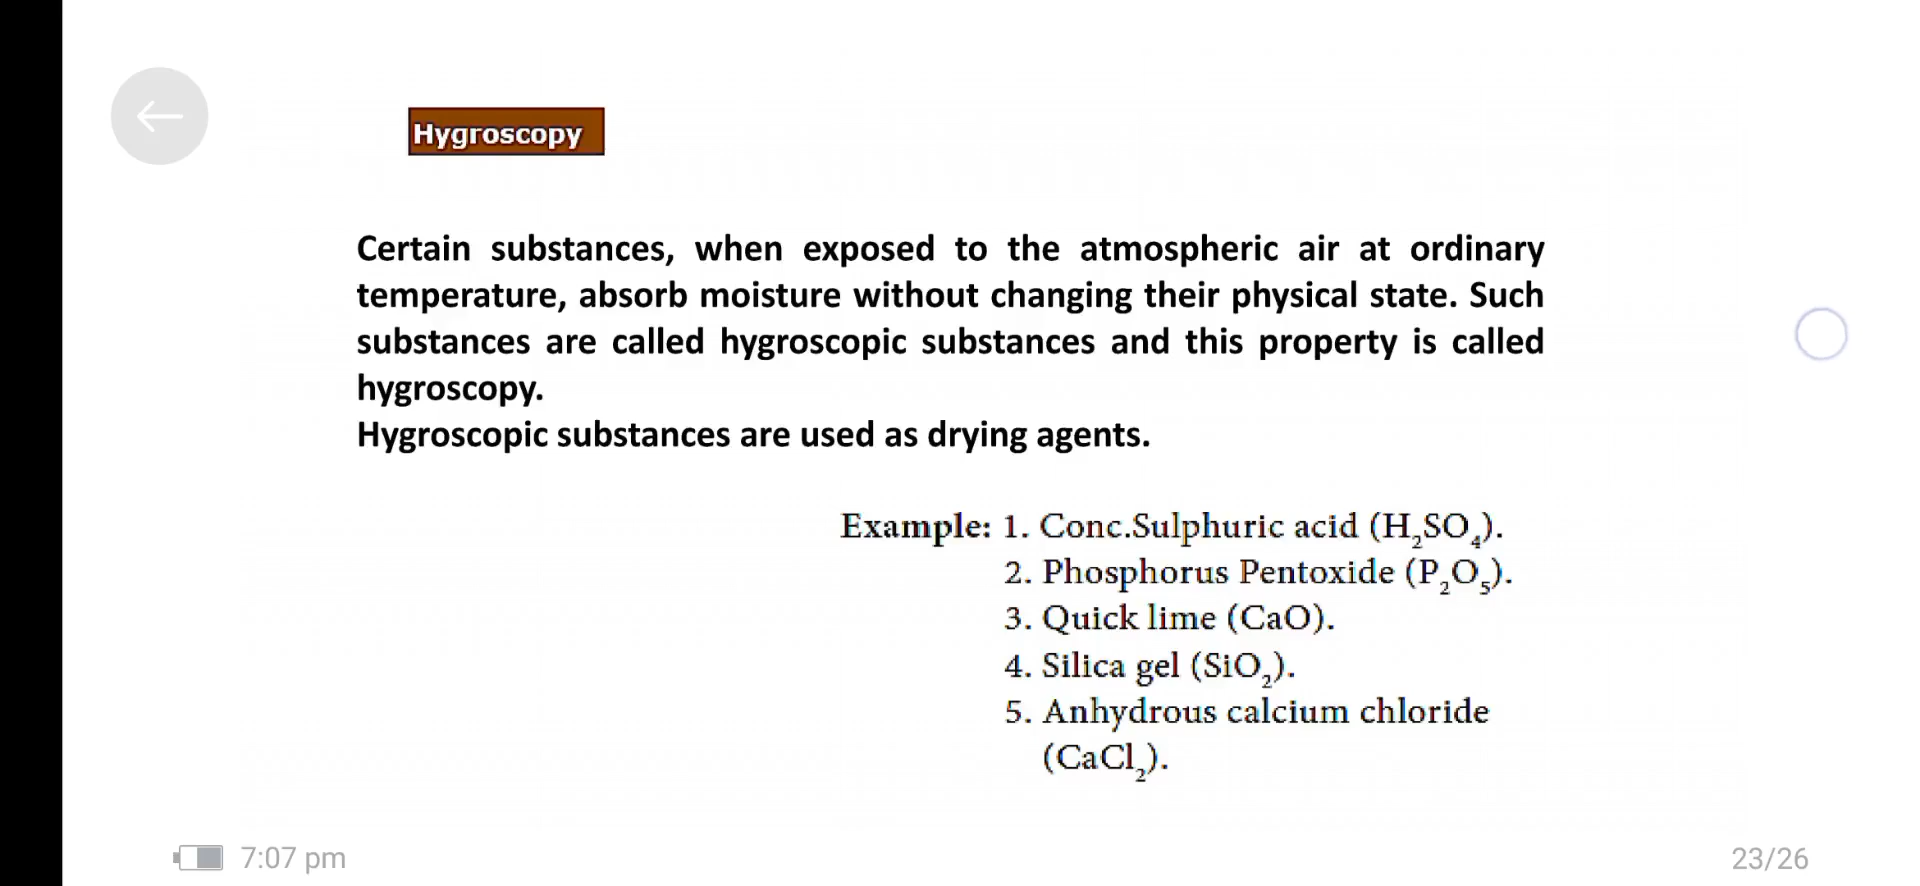 Hygroscopy
Certain substances, when exposed to the atmospheric air at ordinary
temperature, absorb moisture without changing their physical state. Such
substances are called hygroscopic substances and this property is called
hygroscopy.
Hygroscopic substances are used as drying agents.
Example: 1. Conc.Sulphuric acid (H₂SO₄).
2. Phosphorus Pentoxide (P₂O₅).
3. Quick lime (CaO).
4. Silica gel (SiO₂).
5. Anhydrous calcium chloride
(CaCl₂).
7:07 pm
23/26